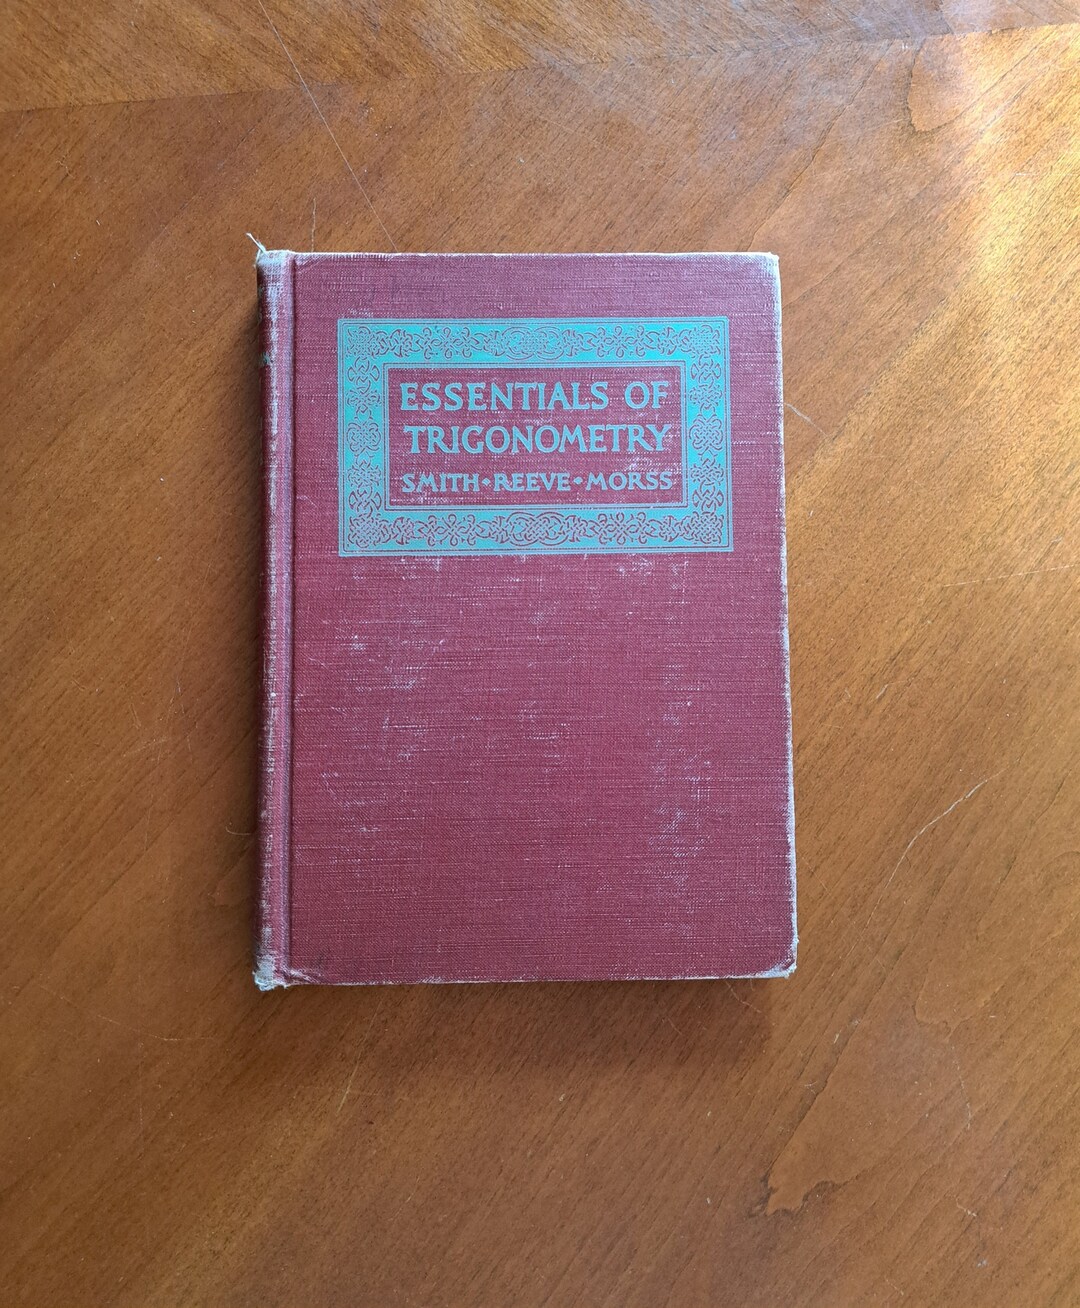 ESSENTIALS OF
TRIGONOMETRY
SMITH•REEVE•MORSS